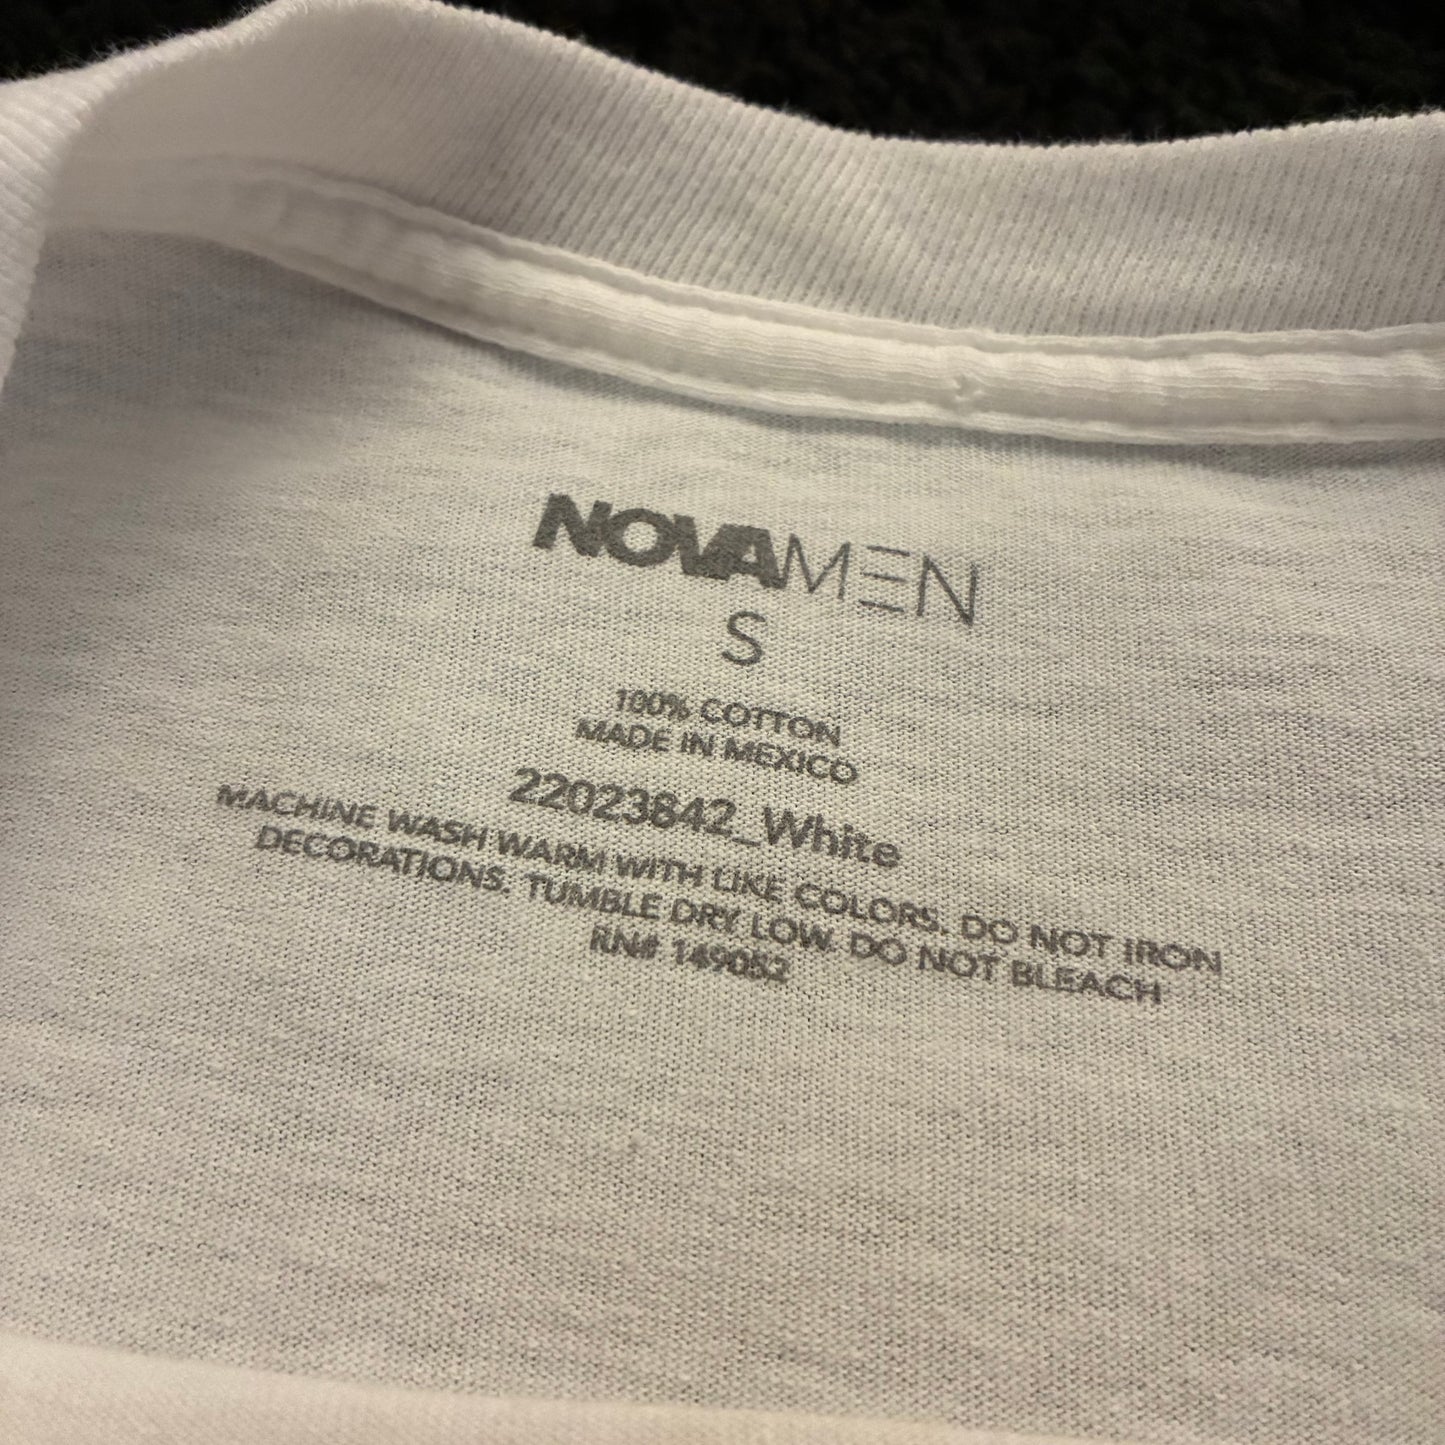 NOVAMEN
S
100% COTTON
MADE IN MEXICO
22023842_White
MACHINE WASH WARM WITH LIKE COLORS. DO NOT IRON
DECORATIONS. TUMBLE DRY LOW. DO NOT BLEACH
RN# 149052